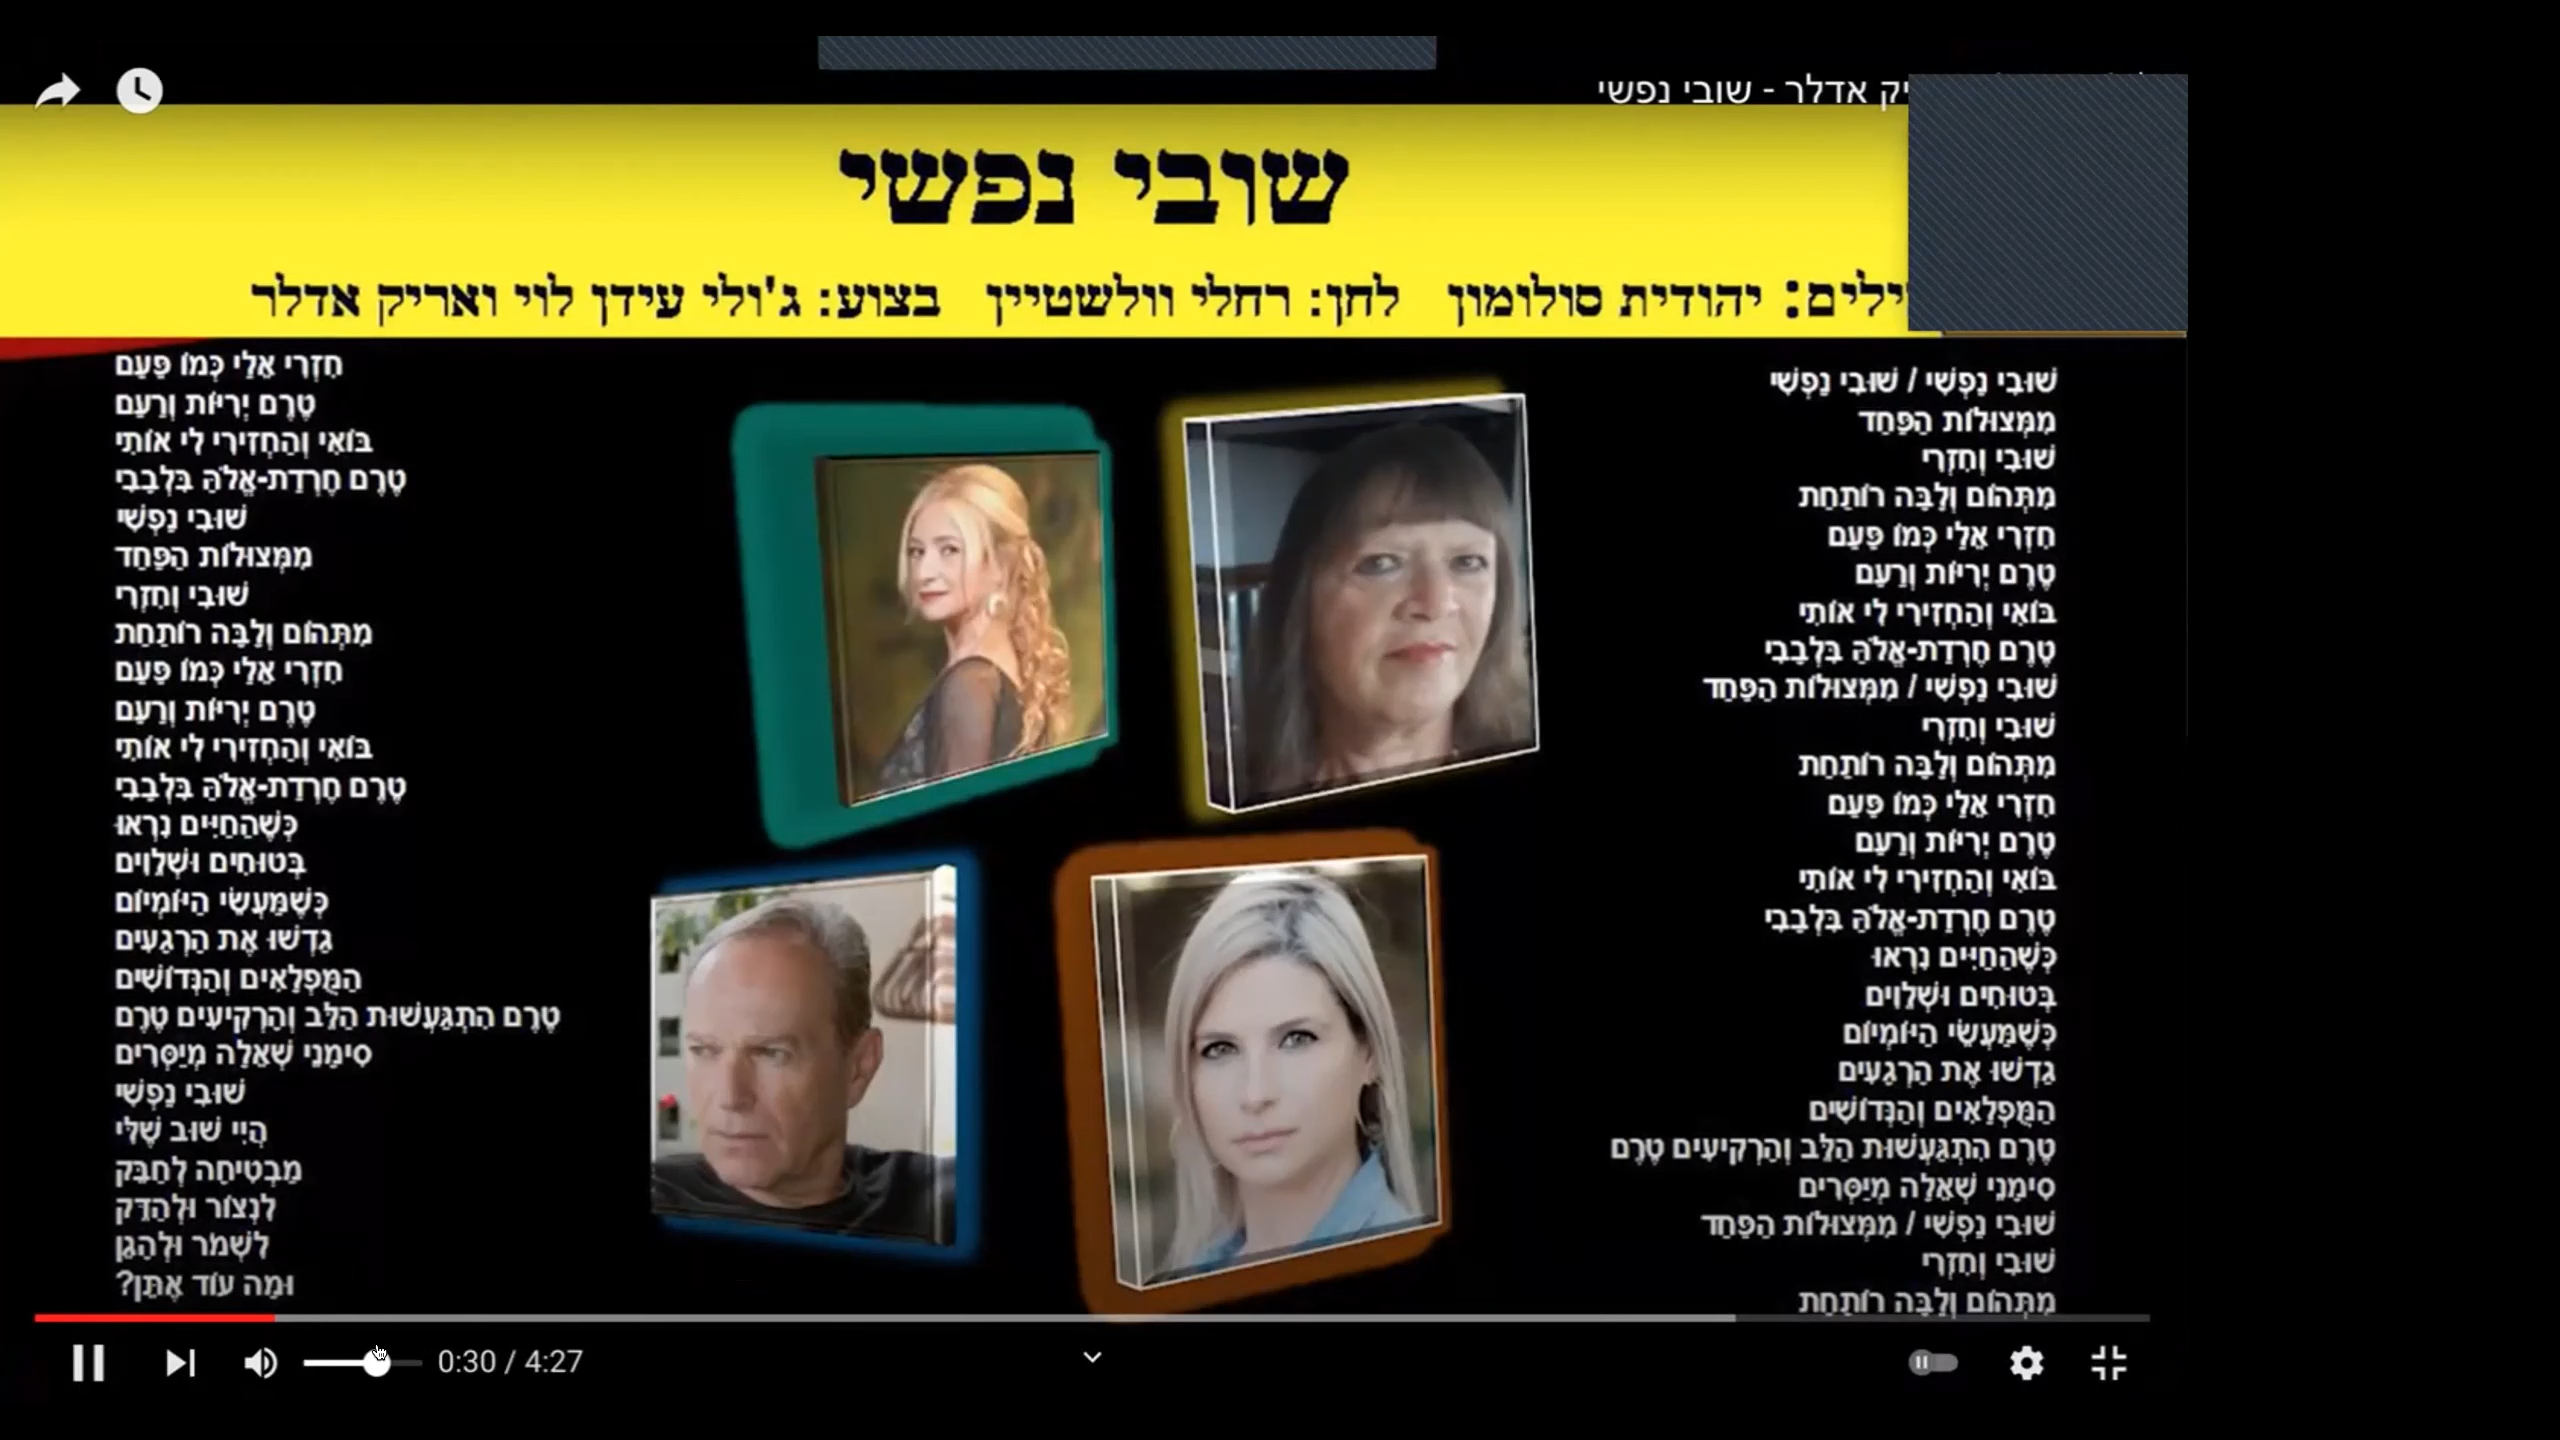 אדלר - שובי נפשי
שובי נפשי
יהודית סולומון לחן: רחלי וולשטיין בצוע: ג'ולי עידן לוי ואריק אדלר
שׁוּבִי נַפְשִׁי / שׁוּבִי נַפְשִׁי
מִמְּצוּלוֹת הַפַּחַד
שׁוּבִי וְחִזְרִי
מִתְּהוֹם וְלַבָּה רוֹתַחַת
חִזְרִי אֵלַי כְּמוֹ פַּעַם
טֶרֶם יְרִיּוֹת וְרַעַם
בּוֹאִי וְהַחְזִירִי לִי אוֹתִי
טֶרֶם חֶרְדַת-אֱלֹהַּ בִּלְבָבִי
שׁוּבִי נַפְשִׁי / מִמְּצוּלוֹת הַפַּחַד
שׁוּבִי וְחִזְרִי
מִתְּהוֹם וְלַבָּה רוֹתַחַת
חִזְרִי אֵלַי כְּמוֹ פַּעַם
טֶרֶם יְרִיּוֹת וְרַעַם
בּוֹאִי וְהַחְזִירִי לִי אוֹתִי
טֶרֶם חֶרְדַת-אֱלֹהַּ בִּלְבָבִי
כְּשֶׁהַחַיִּים נִרְאוּ
בְּטוּחִים וּשְׁלֵוִים
כְּשֶׁמַּעְשֵׂי הַיּוֹמְיוֹם
גָּדְשׁוּ אֶת הָרְגָעִים
הַמֻּפְלָאִים וְהַגְּדוּשִׁים
טֶרֶם הִתְגַּעְשׁוּת הַלֵּב וְהָרְקִיעִים טֶרֶם
סִימָנֵי שְׁאֵלָה מְיַסְּרִים
שׁוּבִי נַפְשִׁי / מִמְּצוּלוֹת הַפַּחַד
שׁוּבִי וְחִזְרִי
מִתְּהוֹם וְלַבָּה רוֹתַחַת
חִזְרִי אֵלַי כְּמוֹ פַּעַם
טֶרֶם יְרִיּוֹת וְרַעַם
בּוֹאִי וְהַחְזִירִי לִי אוֹתִי
טֶרֶם חֶרְדַת-אֱלֹהַּ בִּלְבָבִי
שׁוּבִי נַפְשִׁי
מִמְּצוּלוֹת הַפַּחַד
שׁוּבִי וְחִזְרִי
מִתְּהוֹם וְלַבָּה רוֹתַחַת
חִזְרִי אֵלַי כְּמוֹ פַּעַם
טֶרֶם יְרִיּוֹת וְרַעַם
בּוֹאִי וְהַחְזִירִי לִי אוֹתִי
טֶרֶם חֶרְדַת-אֱלֹהַּ בִּלְבָבִי
כְּשֶׁהַחַיִּים נִרְאוּ
בְּטוּחִים וּשְׁלֵוִים
כְּשֶׁמַּעְשֵׂי הַיּוֹמְיוֹם
גָּדְשׁוּ אֶת הָרְגָעִים
הַמֻּפְלָאִים וְהַגְּדוּשִׁים
טֶרֶם הִתְגַּעְשׁוּת הַלֵּב וְהָרְקִיעִים טֶרֶם
סִימָנֵי שְׁאֵלָה מְיַסְּרִים
שׁוּבִי נַפְשִׁי
הֲיִי שׁוּב שֶׁלִּי
מַבְטִיחָה לְחַבֵּק
לִנְצוֹר וּלְהַדֵּק
לִשְׁמֹר וּלְהָגֵן
וּמָה עוֹד אֶתֵּן?
0:30 / 4:27